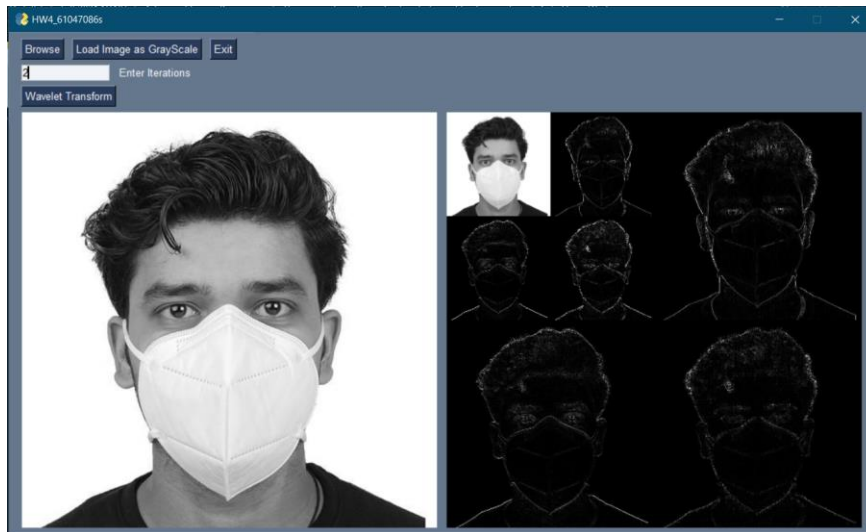 HW4_61047086s
Browse Load Image as GrayScale Exit
2 Enter Iterations
Wavelet Transform